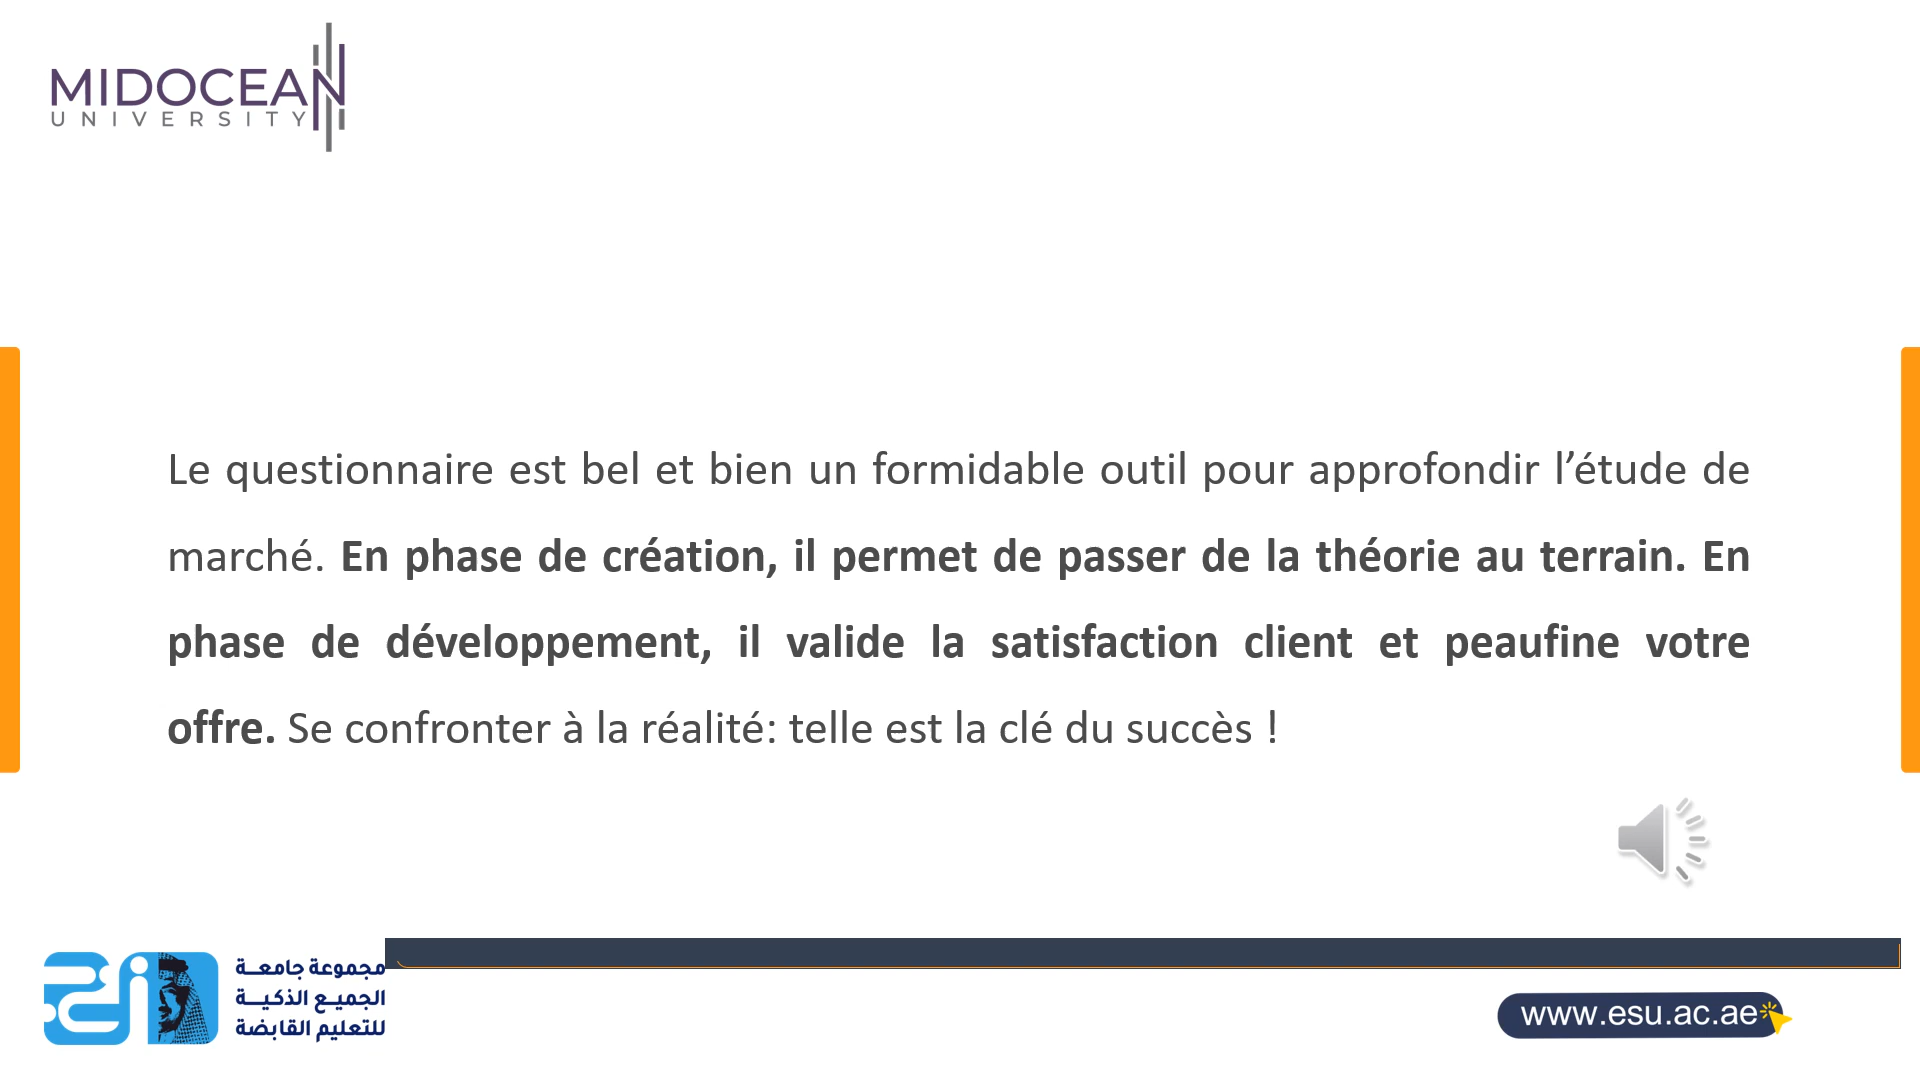 MIDOCEAN
UNIVERSITY
Le questionnaire est bel et bien un formidable outil pour approfondir l’étude de
marché. En phase de création, il permet de passer de la théorie au terrain. En
phase de développement, il valide la satisfaction client et peaufine votre
offre. Se confronter à la réalité: telle est la clé du succès !
مجموعة جامعــة
الجميــع الذكيــة
للتعليم القابضة
www.esu.ac.ae